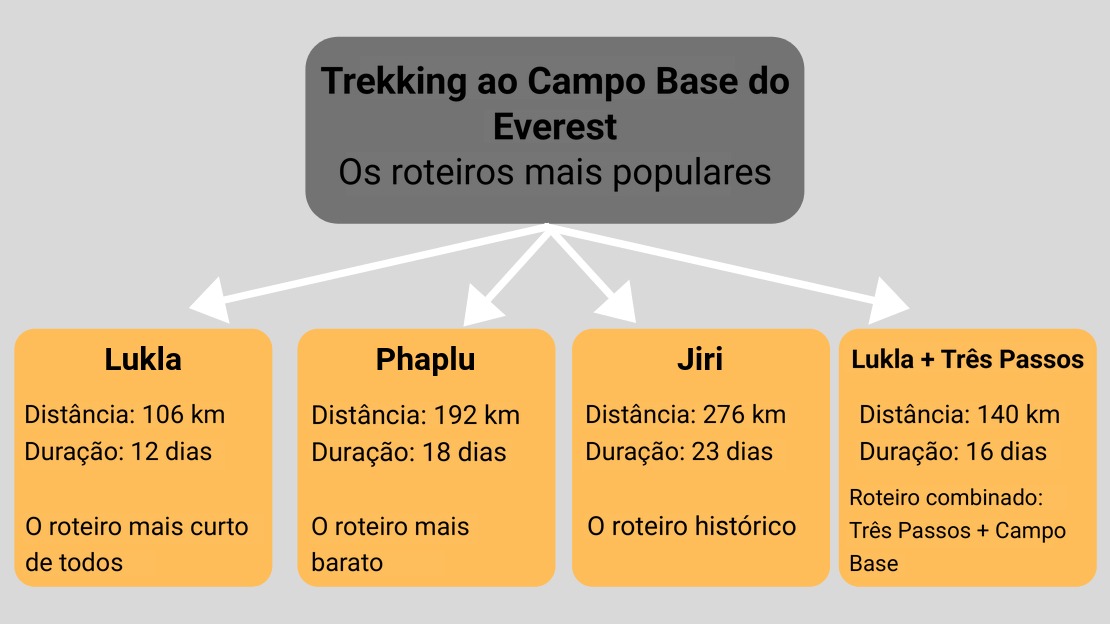 Trekking ao Campo Base do
Everest
Os roteiros mais populares
Lukla
Distância: 106 km
Duração: 12 dias
O roteiro mais curto
de todos
Phaplu
Distância: 192 km
Duração: 18 dias
O roteiro mais
barato
Jiri
Distância: 276 km
Duração: 23 dias
O roteiro histórico
Lukla + Três Passos
Distância: 140 km
Duração: 16 dias
Roteiro combinado:
Três Passos + Campo
Base